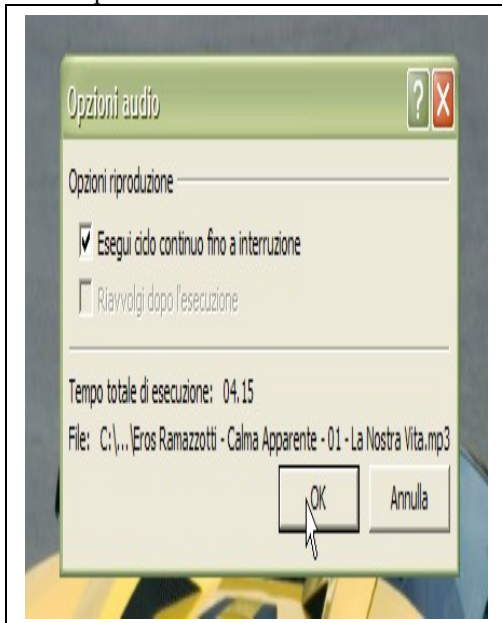 Opzioni audio
Opzioni riproduzione
Esegui ciclo continuo fino a interruzione
Riavvolgi dopo l'esecuzione
Tempo totale di esecuzione: 04.15
File: C:\...\Eros Ramazzotti - Calma Apparente - 01 - La Nostra Vita.mp3
OK
Annulla